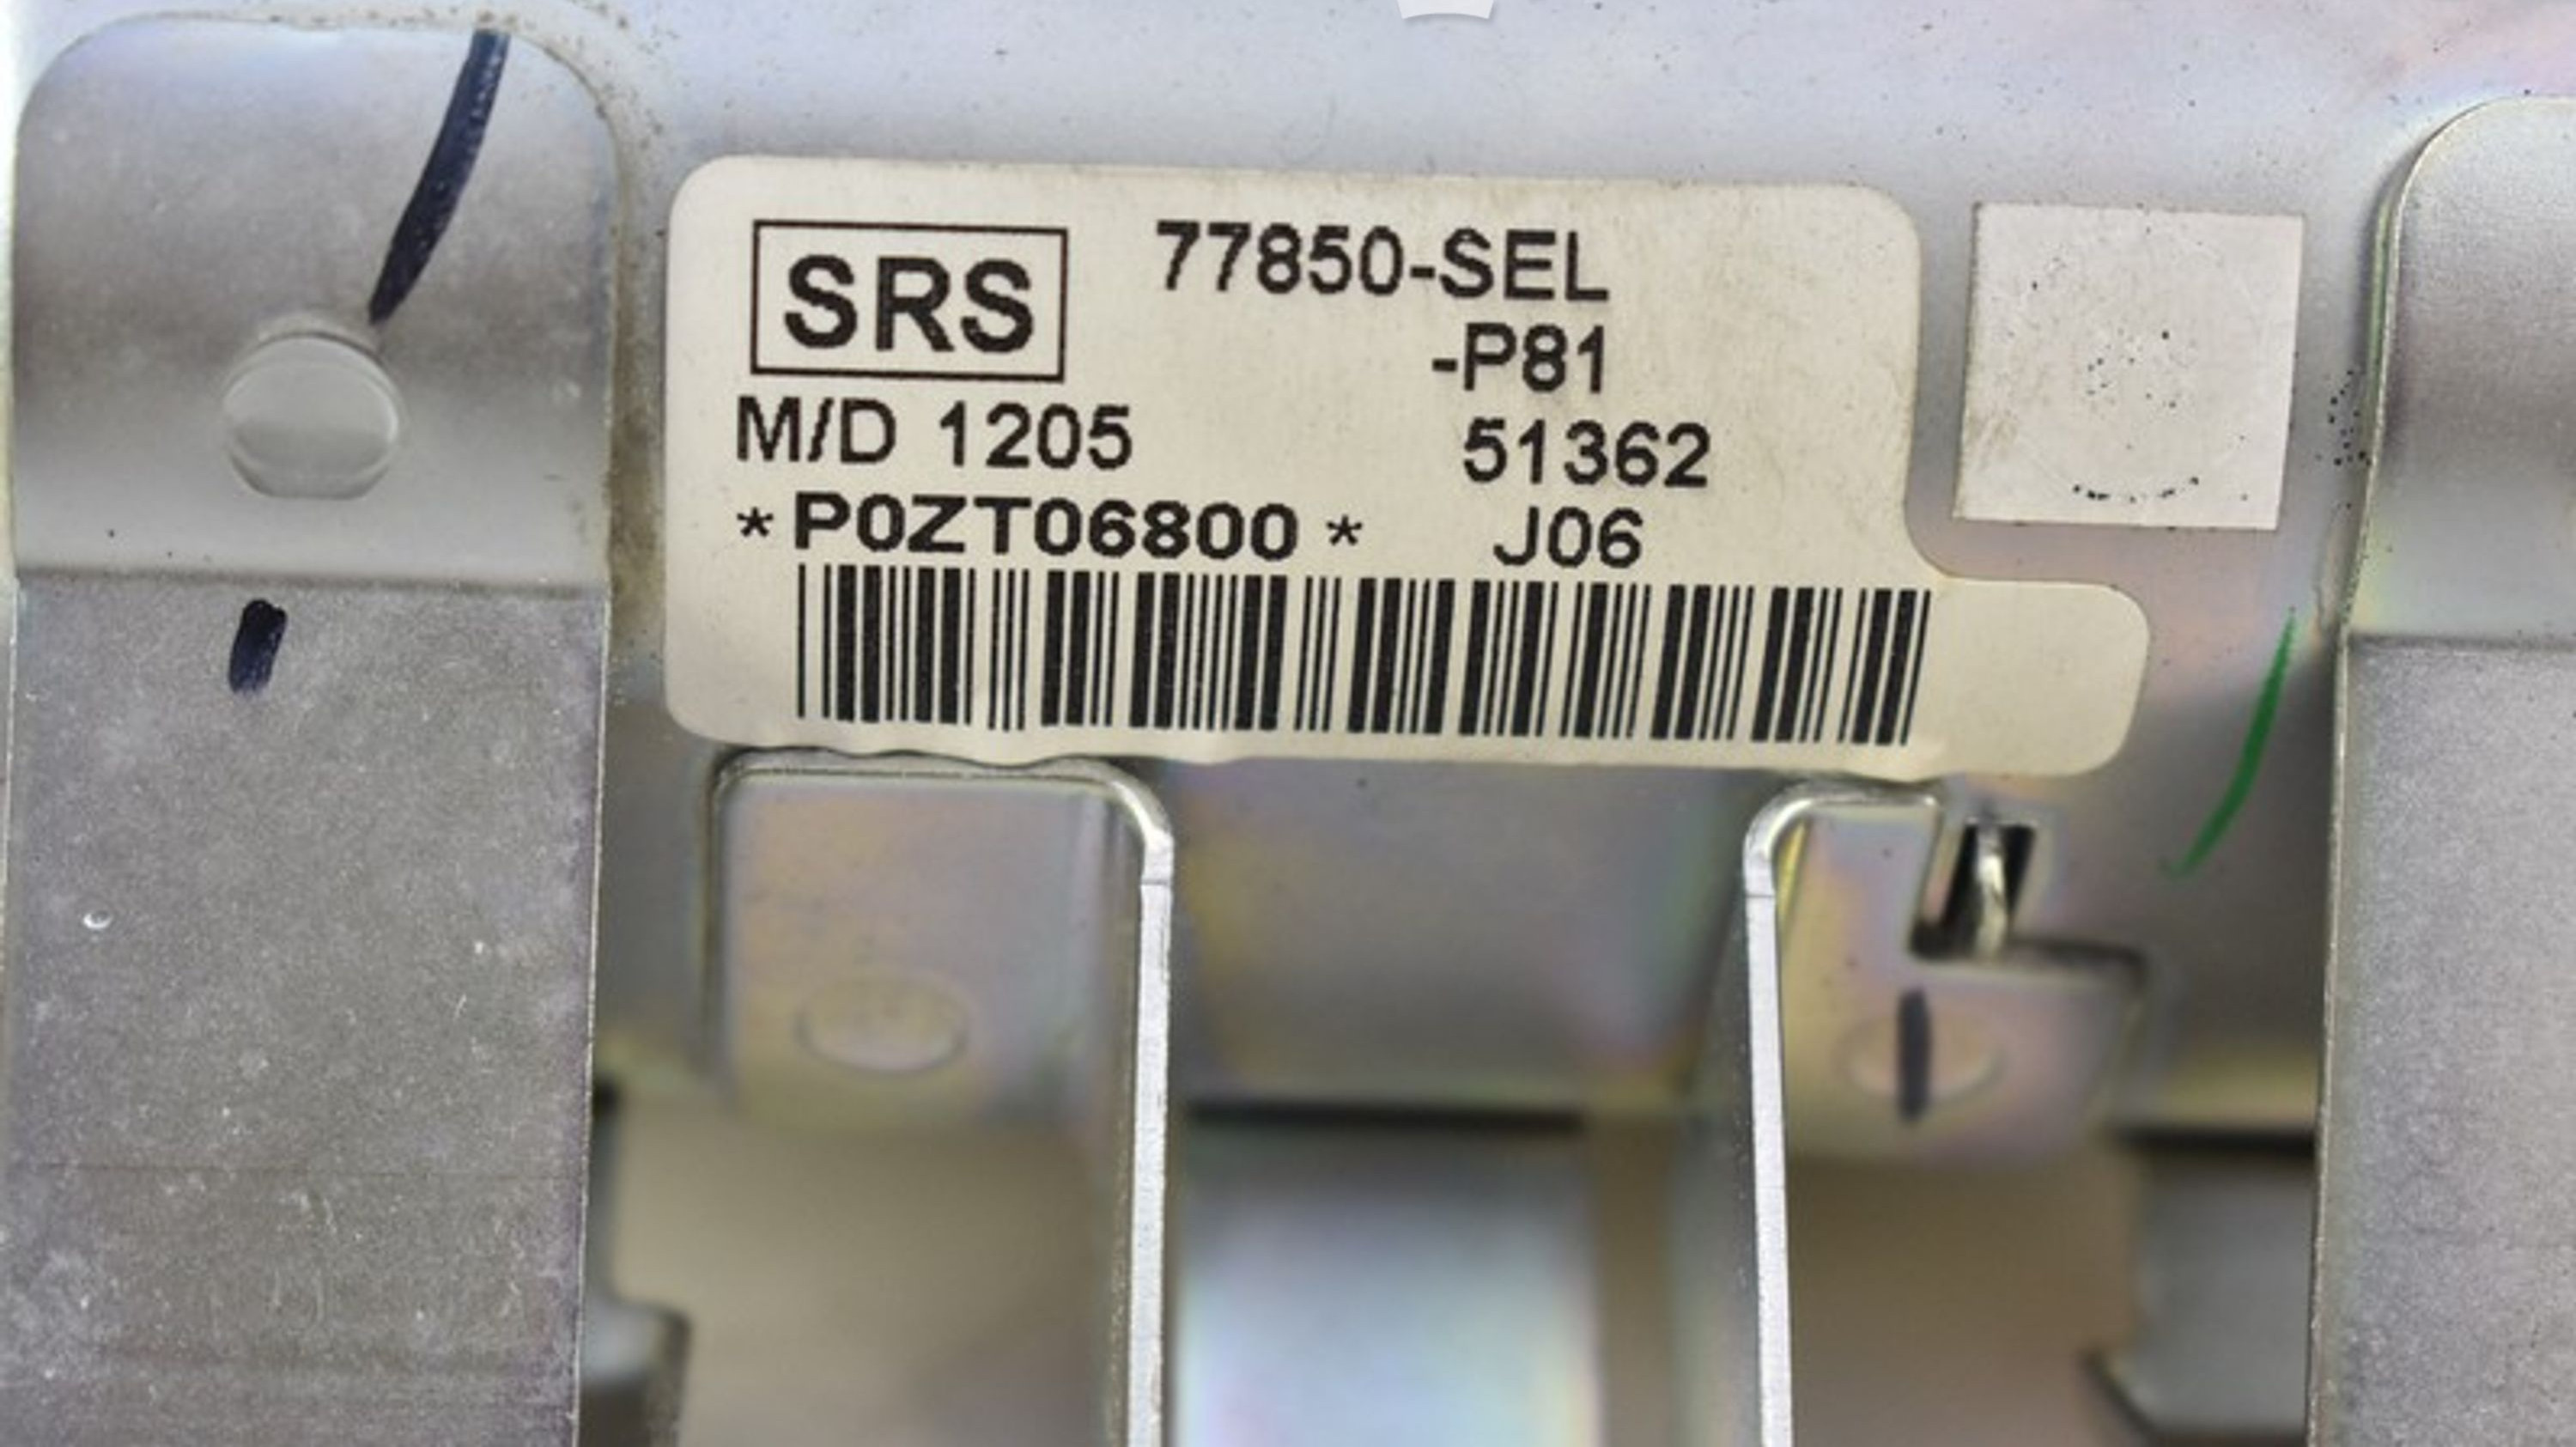 SRS 77850-SEL
-P81
M/D 1205 51362
*P0ZT06800* J06